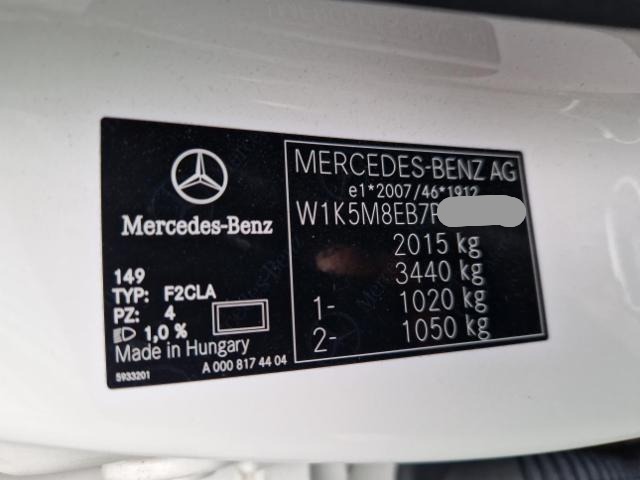 Mercedes-Benz
149
TYP: F2CLA
PZ: 4
1,0 %
Made in Hungary
5933201
A 000 817 44 04
MERCEDES-BENZ AG
e1*2007/46*1912
W1K5M8EB7
2015 kg
3440 kg
1- 1020 kg
2- 1050 kg